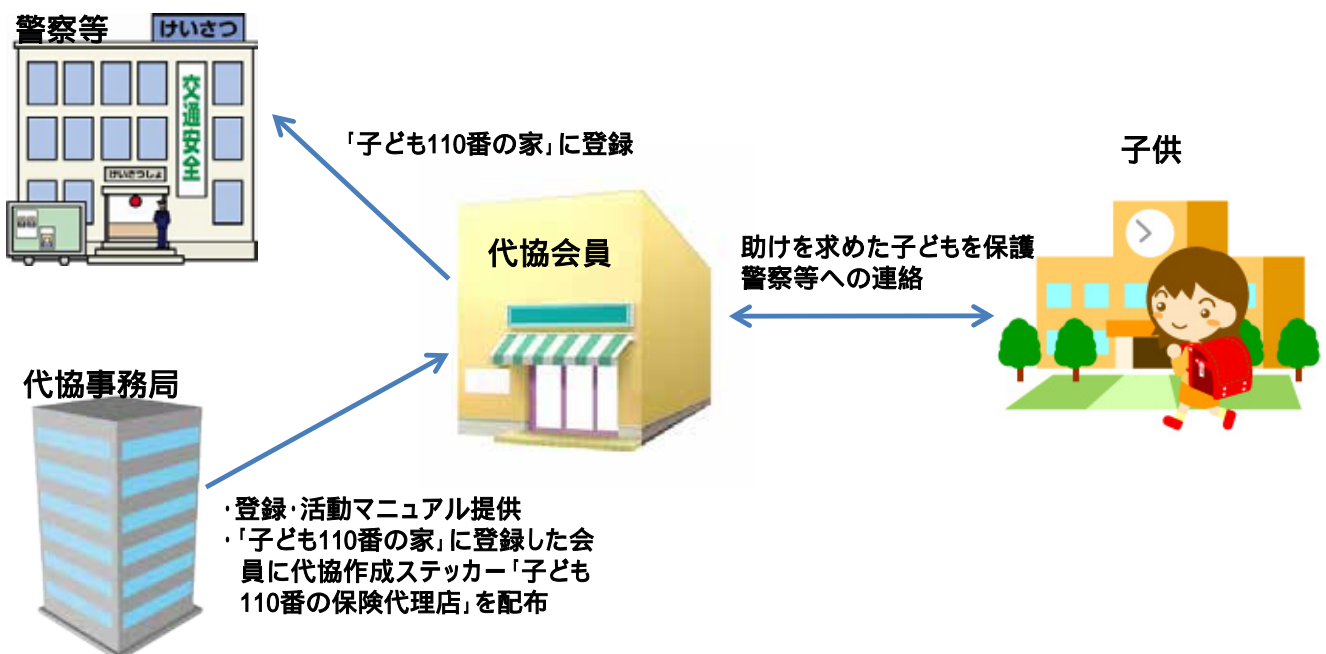 警察等
けいさつ
交通安全
けいさつしょ
「子ども110番の家」に登録
子供
代協会員
助けを求めた子どもを保護
警察等への連絡
代協事務局
・登録・活動マニュアル提供
・「子ども110番の家」に登録した会
員に代協作成ステッカー「子ども
110番の保険代理店」を配布